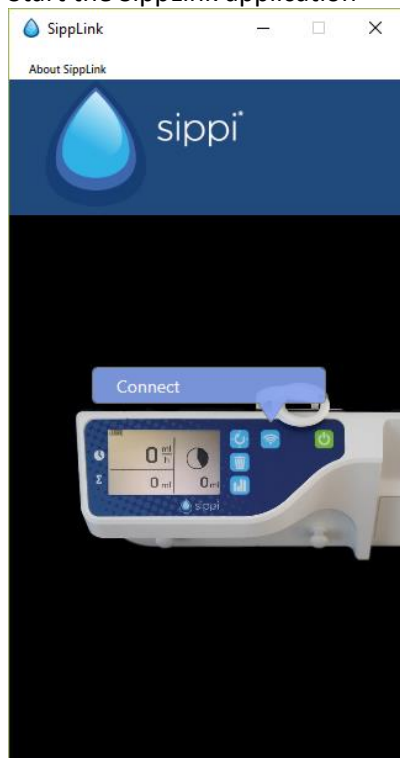 Start the SippLink application
SippLink
About SippLink
sippi*
Connect
0 ml/h
Σ 0 ml 0 ml
sippi